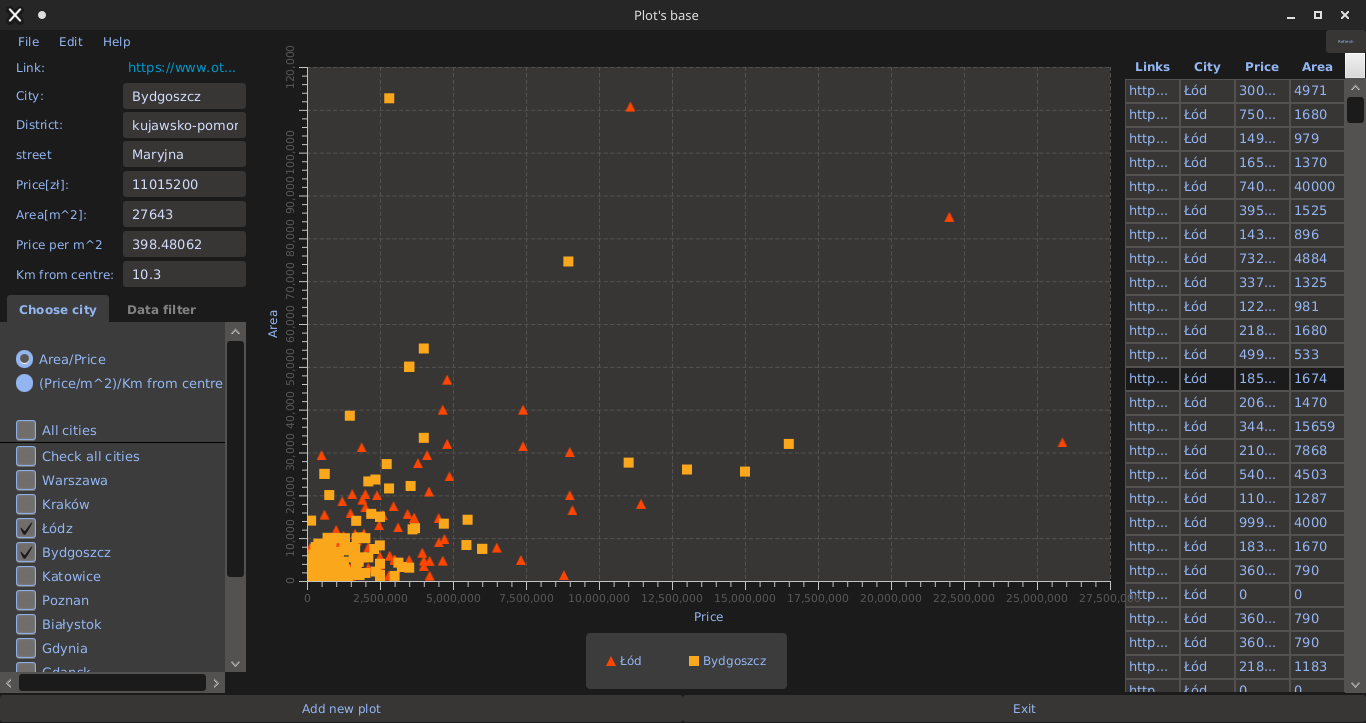 Plot's base
File Edit Help
Refresh
Link: https://www.ot...
City: Bydgoszcz
District: kujawsko-pomor
street Maryjna
Price[zł]: 11015200
Area[m^2]: 27643
Price per m^2 398.48062
Km from centre: 10.3
Choose city Data filter
Area/Price
(Price/m^2)/Km from centre
All cities
Check all cities
Warszawa
Kraków
Łódz
Bydgoszcz
Katowice
Poznan
Białystok
Gdynia
Gdansk
Area
120,000
100,000
90,000
80,000
70,000
60,000
50,000
40,000
30,000
20,000
10,000
0
0 2,500,000 5,000,000 7,500,000 10,000,000 12,500,000 15,000,000 17,500,000 20,000,000 22,500,000 25,000,000 27,500,0
Price
Łód Bydgoszcz
Links City Price Area
http... Łód 300... 4971
http... Łód 750... 1680
http... Łód 149... 979
http... Łód 165... 1370
http... Łód 740... 40000
http... Łód 395... 1525
http... Łód 143... 896
http... Łód 732... 4884
http... Łód 337... 1325
http... Łód 122... 981
http... Łód 218... 1680
http... Łód 499... 533
http... Łód 185... 1674
http... Łód 206... 1470
http... Łód 344... 15659
http... Łód 210... 7868
http... Łód 540... 4503
http... Łód 110... 1287
http... Łód 999... 4000
http... Łód 183... 1670
http... Łód 360... 790
http... Łód 0 0
http... Łód 360... 790
http... Łód 360... 790
http... Łód 218... 1183
http... Łód 0 0
Add new plot Exit